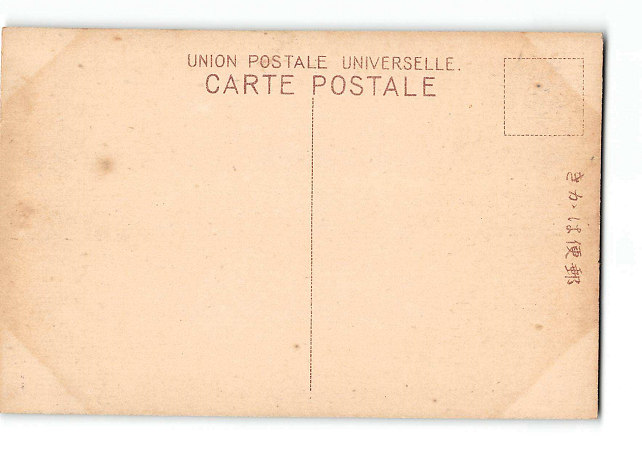 UNION POSTALE UNIVERSELLE.
CARTE POSTALE
きかは便郵